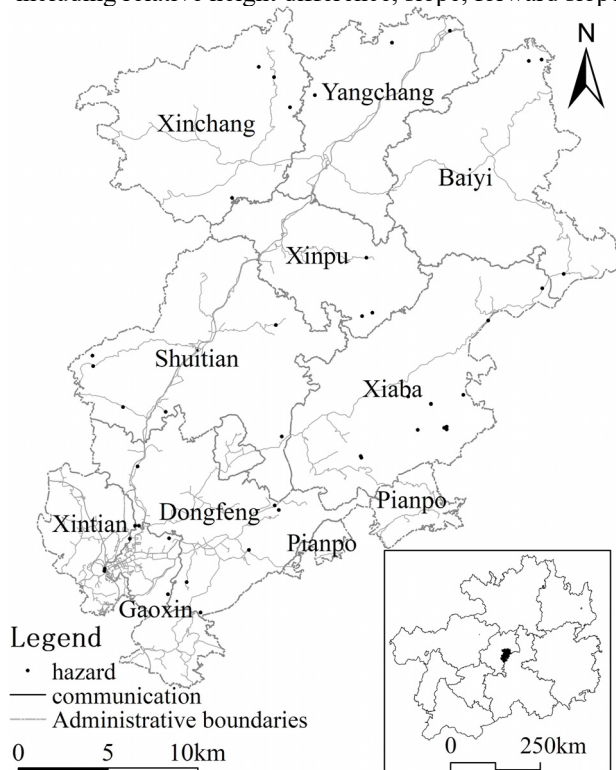 including relative height difference, slope, forward slope
N
Yangchang
Xinchang
Baiyi
Xinpu
Shuitian
Xiaba
Pianpo
Dongfeng
Xintian
Pianpo
Gaoxin
Legend
hazard
communication
Administrative boundaries
0 5 10km
0 250km